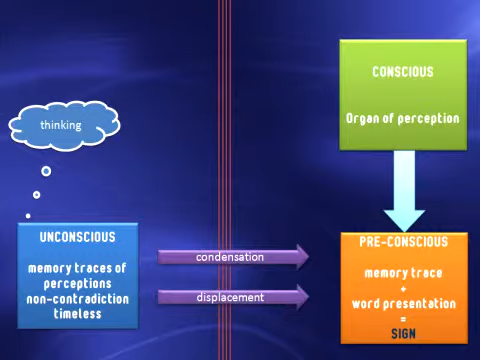 CONSCIOUS
Organ of perception
thinking
UNCONSCIOUS
memory traces of
perceptions
non-contradiction
timeless
condensation
displacement
PRE-CONSCIOUS
memory trace
+
word presentation
=
SIGN